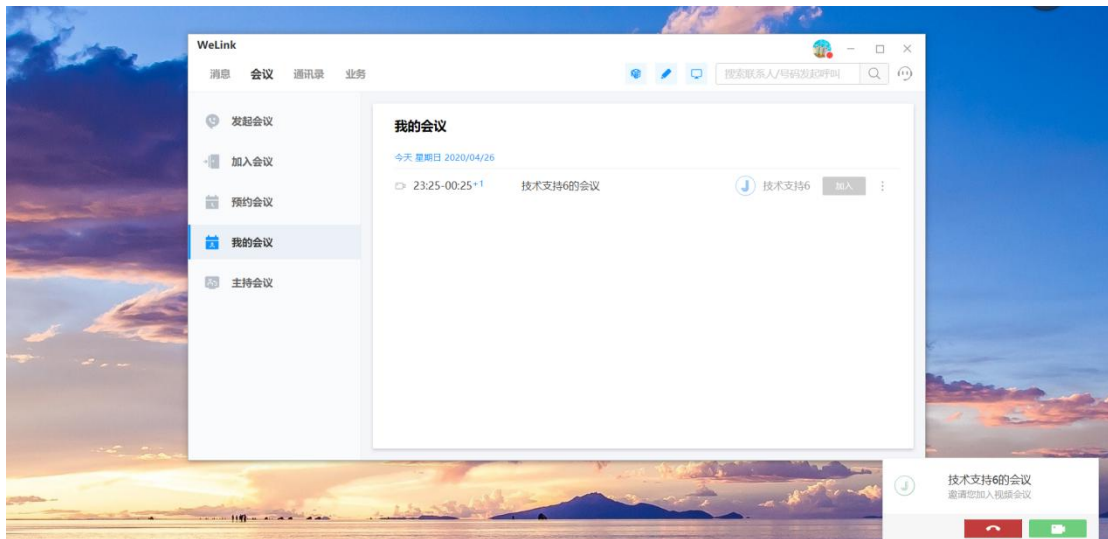 WeLink
消息 会议 通讯录 业务
搜索联系人/号码发起呼叫
发起会议
加入会议
预约会议
我的会议
主持会议
我的会议
今天 星期日 2020/04/26
23:25-00:25+1 技术支持6的会议 J 技术支持6 加入
J 技术支持6的会议
邀请您加入视频会议